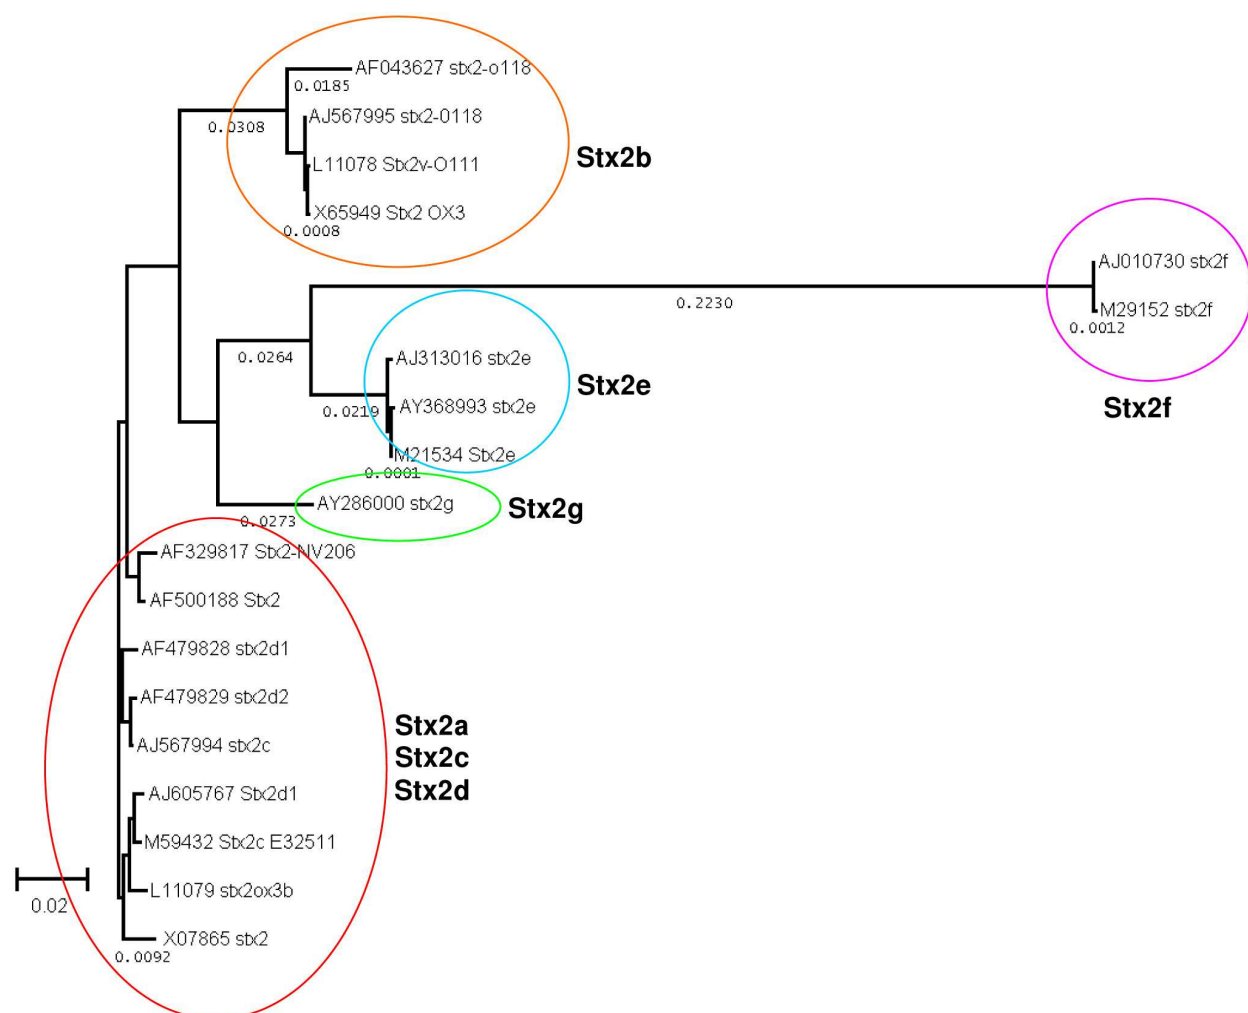 AF043627 stx2-o118
0.0185
AJ567995 stx2-0118
0.0308
Stx2b
L11078 Stx2v-O111
X65949 Stx2 OX3
0.0008
AJ010730 stx2f
0.2230
M29152 stx2f
0.0012
0.0264
AJ313016 stx2e
Stx2e
AY368993 stx2e
0.0219
Stx2f
M21534 Stx2e
0.0001
AY286000 stx2g
Stx2g
0.0273
AF329817 Stx2-NV206
AF500188 Stx2
AF479828 stx2d1
AF479829 stx2d2
Stx2a
AJ567994 stx2c
Stx2c
Stx2d
AJ605767 Stx2d1
M59432 Stx2c E32511
L11079 stx2ox3b
0.02
X07865 stx2
0.0092